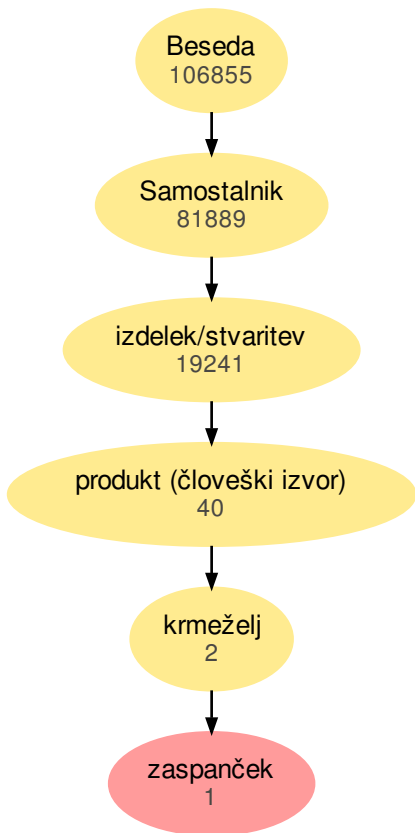 Beseda
106855
Samostalnik
81889
izdelek/stvaritev
19241
produkt (človeški izvor)
40
krmeželj
2
zaspanček
1